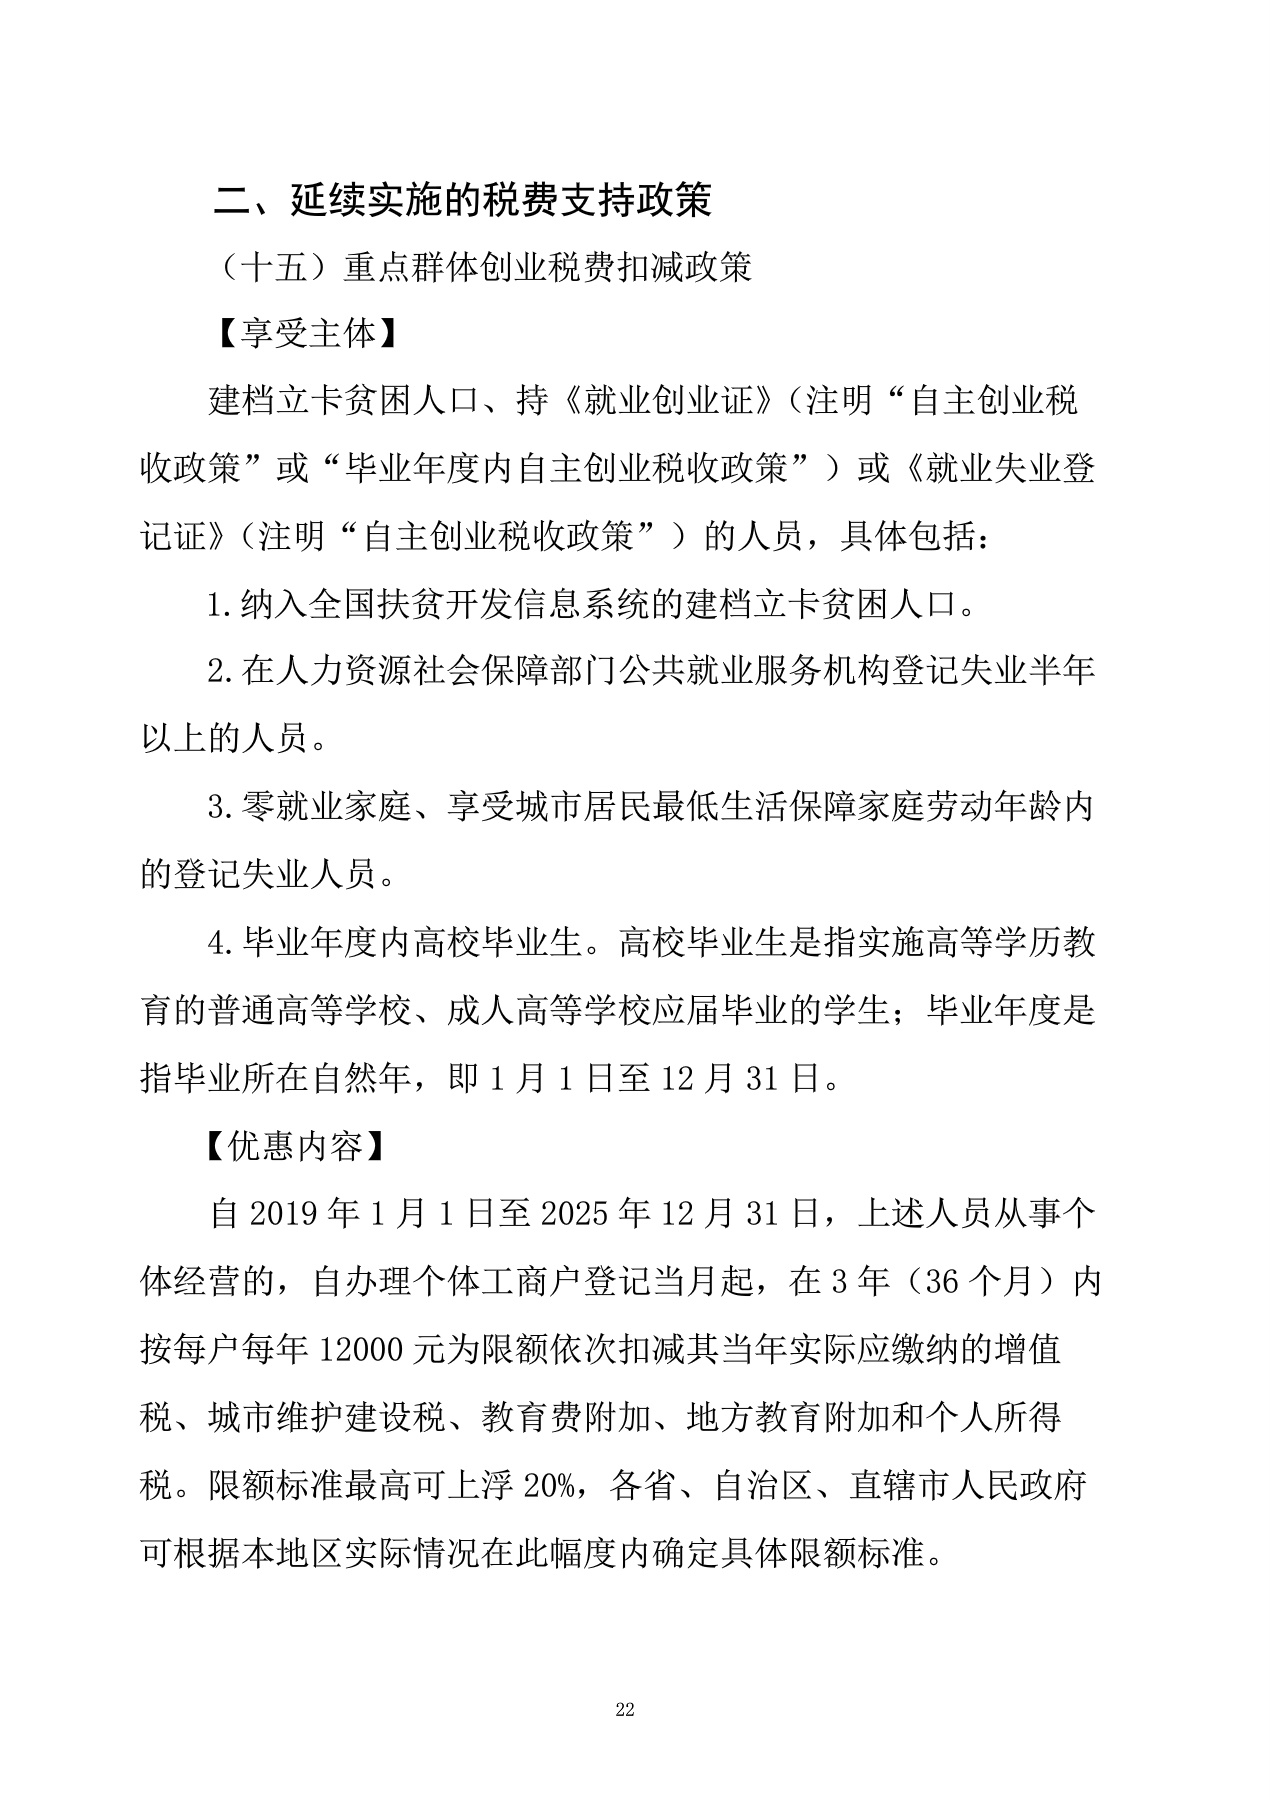 二、延续实施的税费支持政策
（十五）重点群体创业税费扣减政策
【享受主体】
建档立卡贫困人口、持《就业创业证》（注明“自主创业税
收政策”或“毕业年度内自主创业税收政策”）或《就业失业登
记证》（注明“自主创业税收政策”）的人员，具体包括：
1.纳入全国扶贫开发信息系统的建档立卡贫困人口。
2.在人力资源社会保障部门公共就业服务机构登记失业半年
以上的人员。
3.零就业家庭、享受城市居民最低生活保障家庭劳动年龄内
的登记失业人员。
4.毕业年度内高校毕业生。高校毕业生是指实施高等学历教
育的普通高等学校、成人高等学校应届毕业的学生；毕业年度是
指毕业所在自然年，即 1 月 1 日至 12 月 31 日。
【优惠内容】
自 2019 年 1 月 1 日至 2025 年 12 月 31 日，上述人员从事个
体经营的，自办理个体工商户登记当月起，在 3 年（36 个月）内
按每户每年 12000 元为限额依次扣减其当年实际应缴纳的增值
税、城市维护建设税、教育费附加、地方教育附加和个人所得
税。限额标准最高可上浮 20%，各省、自治区、直辖市人民政府
可根据本地区实际情况在此幅度内确定具体限额标准。
22